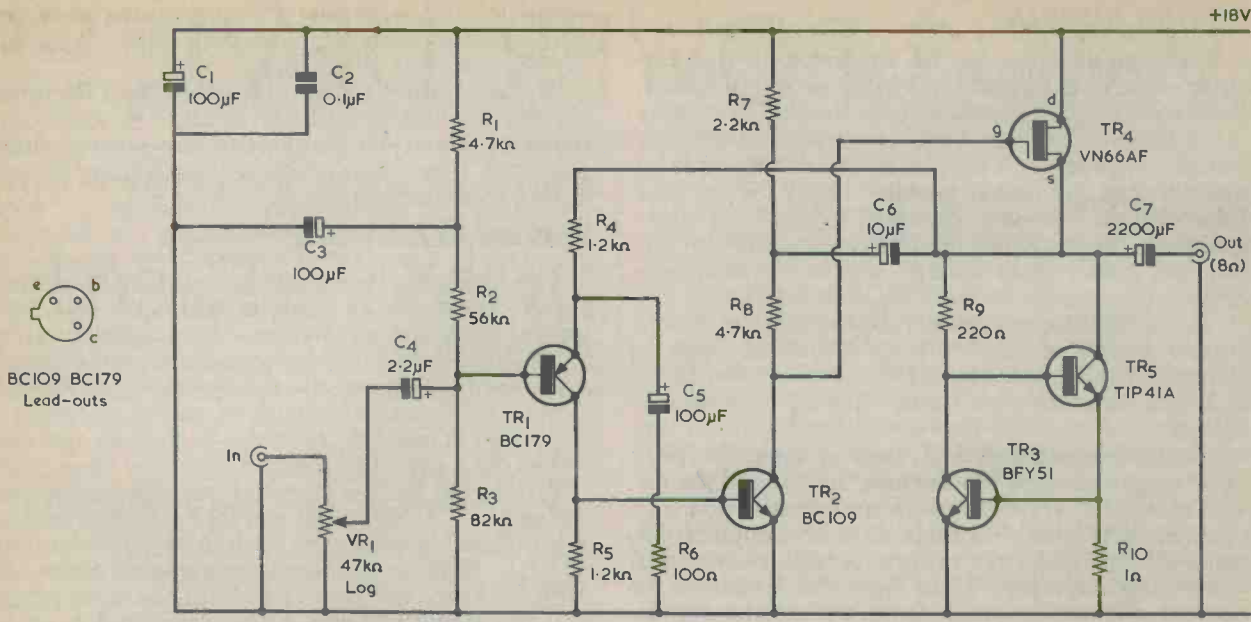 +18V
C1
100µF
C2
0·1µF
R1
4·7kΩ
R7
2·2kΩ
d
g
s
TR4
VN66AF
C3
100µF
R4
1·2kΩ
C6
10µF
C7
2200µF
Out
(8Ω)
e
b
c
BC109 BC179
Lead-outs
R2
56kΩ
R8
4·7kΩ
R9
220Ω
C4
2·2µF
TR1
BC179
C5
100µF
TR5
TIP41A
In
VR1
47kΩ
Log
R3
82kΩ
TR2
BC109
TR3
BFY51
R5
1·2kΩ
R6
100Ω
R10
1Ω
+
+
+
+
+
+